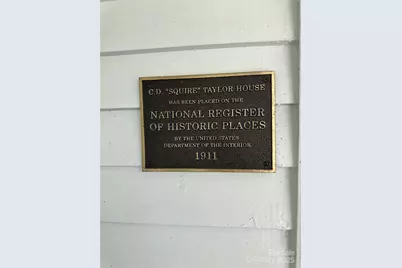 C.D. "SQUIRE" TAYLOR HOUSE
HAS BEEN PLACED ON THE
NATIONAL REGISTER
OF HISTORIC PLACES
BY THE UNITED STATES
DEPARTMENT OF THE INTERIOR
1911